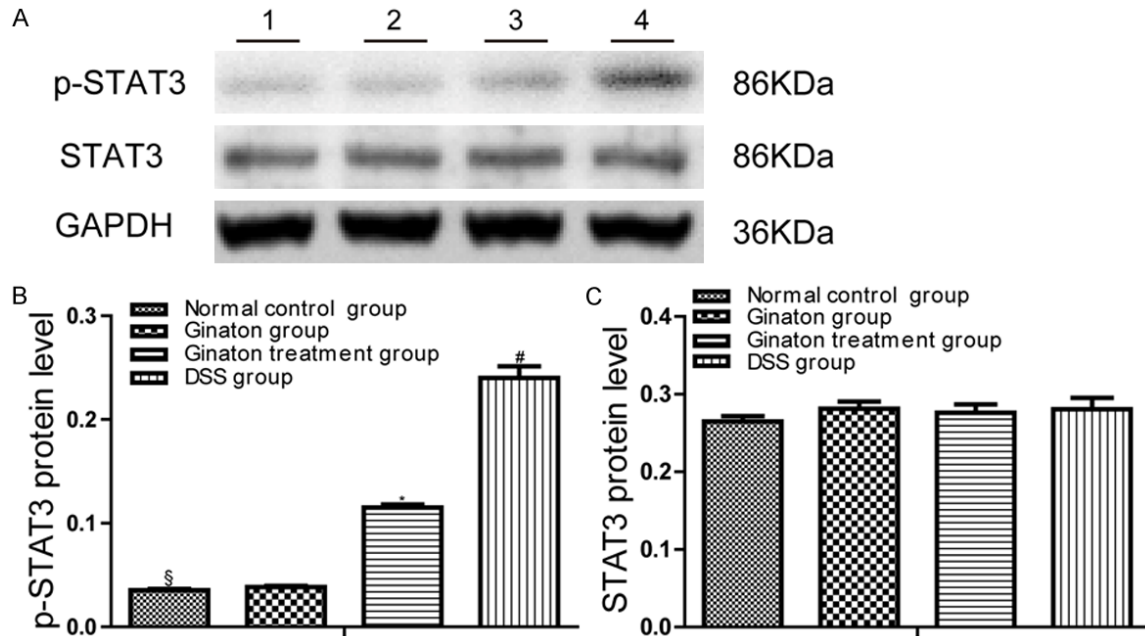 A
1 2 3 4
p-STAT3 86KDa
STAT3 86KDa
GAPDH 36KDa
B
Normal control group
Ginaton group
Ginaton treatment group
DSS group
p-STAT3 protein level
0.3
0.2
0.1
0.0
§
*
#
C
Normal control group
Ginaton group
Ginaton treatment group
DSS group
STAT3 protein level
0.4
0.3
0.2
0.1
0.0